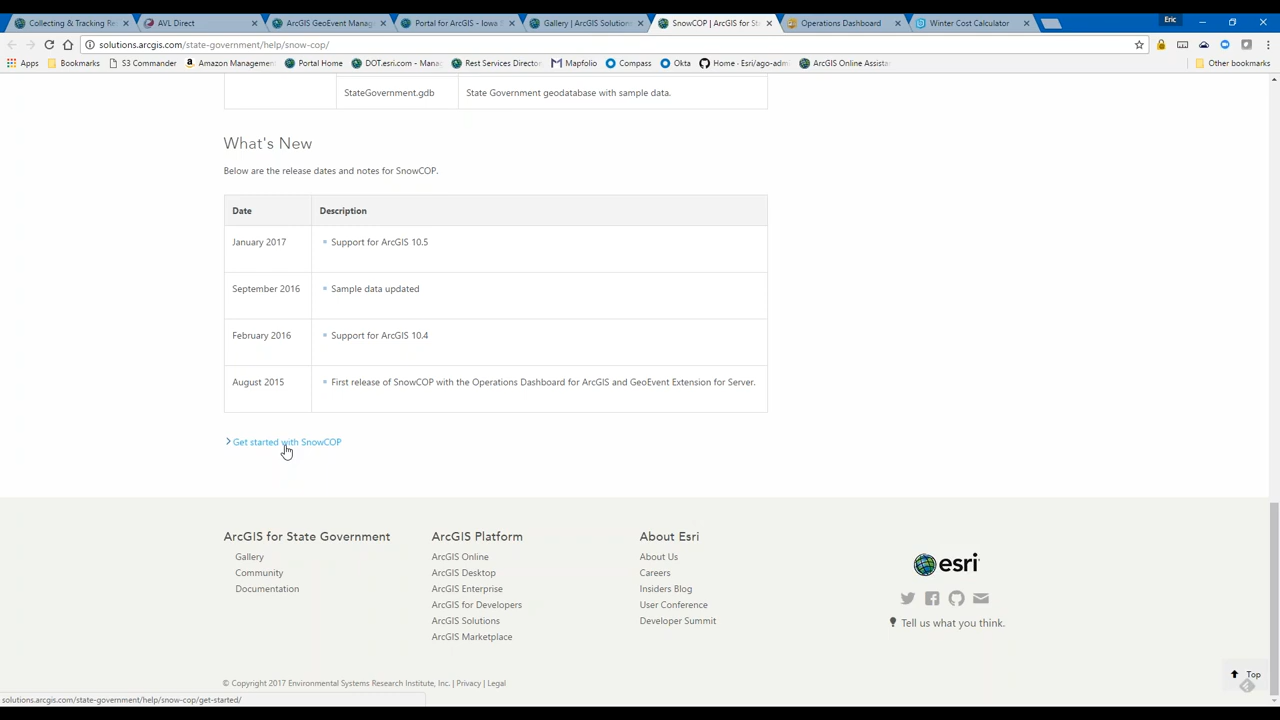 Collecting & Tracking Re
AVL Direct
ArcGIS GeoEvent Manag
Portal for ArcGIS - Iowa S
Gallery | ArcGIS Solution
SnowCOP | ArcGIS for St
Operations Dashboard
Winter Cost Calculator
Eric
solutions.arcgis.com/state-government/help/snow-cop/
Apps
Bookmarks
S3 Commander
Amazon Managemen
Portal Home
DOT.esri.com - Mana
Rest Services Director
Mapfolio
Compass
Okta
Home · Esri/ago-admi
ArcGIS Online Assista
Other bookmarks
StateGovernment.gdb State Government geodatabase with sample data.
What's New
Below are the release dates and notes for SnowCOP.
Date Description
January 2017 Support for ArcGIS 10.5
September 2016 Sample data updated
February 2016 Support for ArcGIS 10.4
August 2015 First release of SnowCOP with the Operations Dashboard for ArcGIS and GeoEvent Extension for Server.
Get started with SnowCOP
ArcGIS for State Government
Gallery
Community
Documentation
ArcGIS Platform
ArcGIS Online
ArcGIS Desktop
ArcGIS Enterprise
ArcGIS for Developers
ArcGIS Solutions
ArcGIS Marketplace
About Esri
About Us
Careers
Insiders Blog
User Conference
Developer Summit
esri
Tell us what you think.
Top
© Copyright 2017 Environmental Systems Research Institute, Inc. | Privacy | Legal
solutions.arcgis.com/state-government/help/snow-cop/get-started/